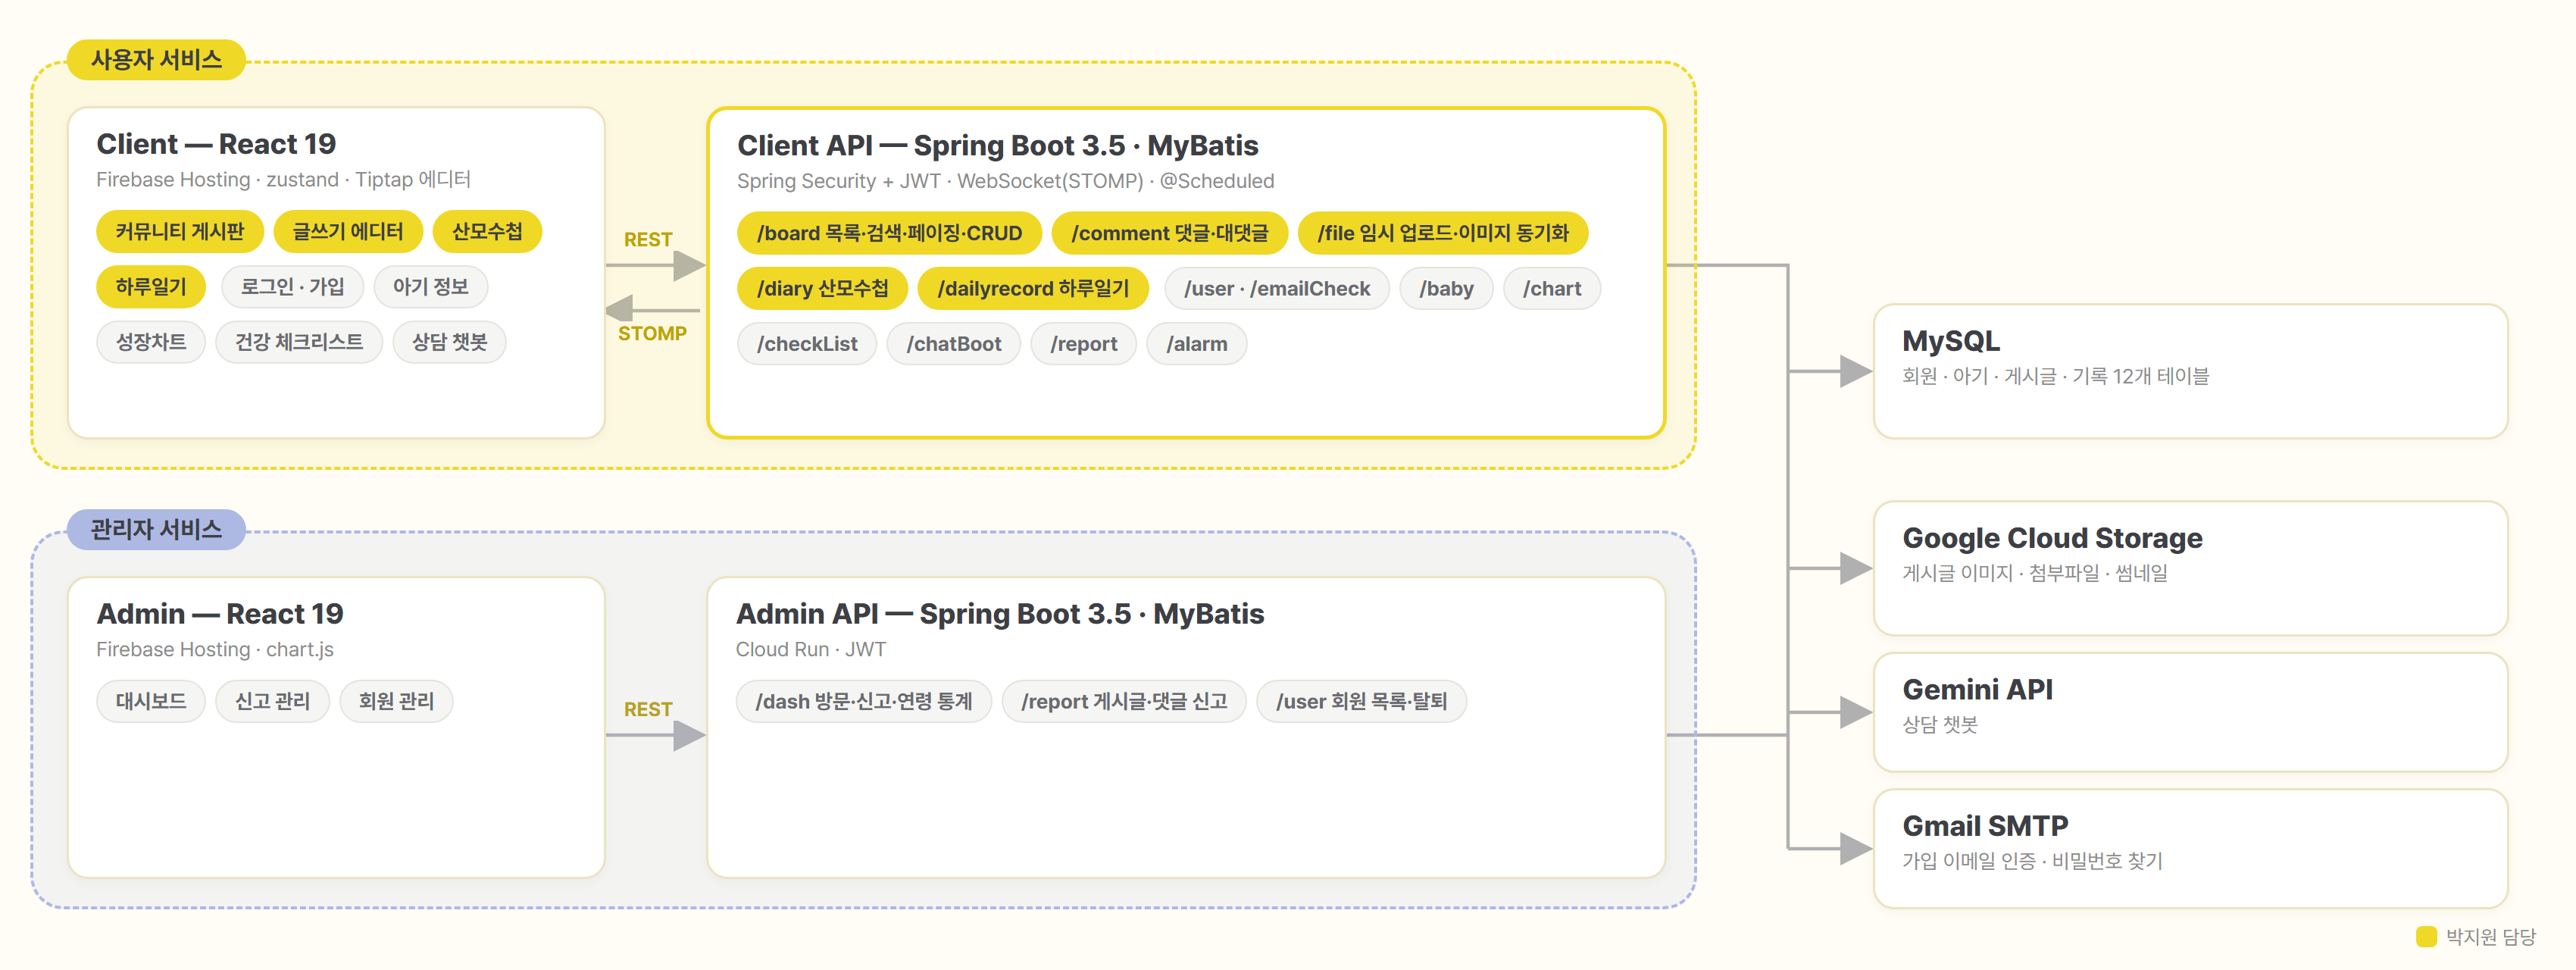 사용자 서비스
Client — React 19
Firebase Hosting · zustand · Tiptap 에디터
커뮤니티 게시판 글쓰기 에디터 산모수첩
하루일기 로그인 · 가입 아기 정보
성장차트 건강 체크리스트 상담 챗봇
REST
STOMP
Client API — Spring Boot 3.5 · MyBatis
Spring Security + JWT · WebSocket(STOMP) · @Scheduled
/board 목록·검색·페이징·CRUD /comment 댓글·대댓글 /file 임시 업로드·이미지 동기화
/diary 산모수첩 /dailyrecord 하루일기 /user · /emailCheck /baby /chart
/checkList /chatBoot /report /alarm
관리자 서비스
Admin — React 19
Firebase Hosting · chart.js
대시보드 신고 관리 회원 관리
REST
Admin API — Spring Boot 3.5 · MyBatis
Cloud Run · JWT
/dash 방문·신고·연령 통계 /report 게시글·댓글 신고 /user 회원 목록·탈퇴
MySQL
회원 · 아기 · 게시글 · 기록 12개 테이블
Google Cloud Storage
게시글 이미지 · 첨부파일 · 썸네일
Gemini API
상담 챗봇
Gmail SMTP
가입 이메일 인증 · 비밀번호 찾기
박지원 담당